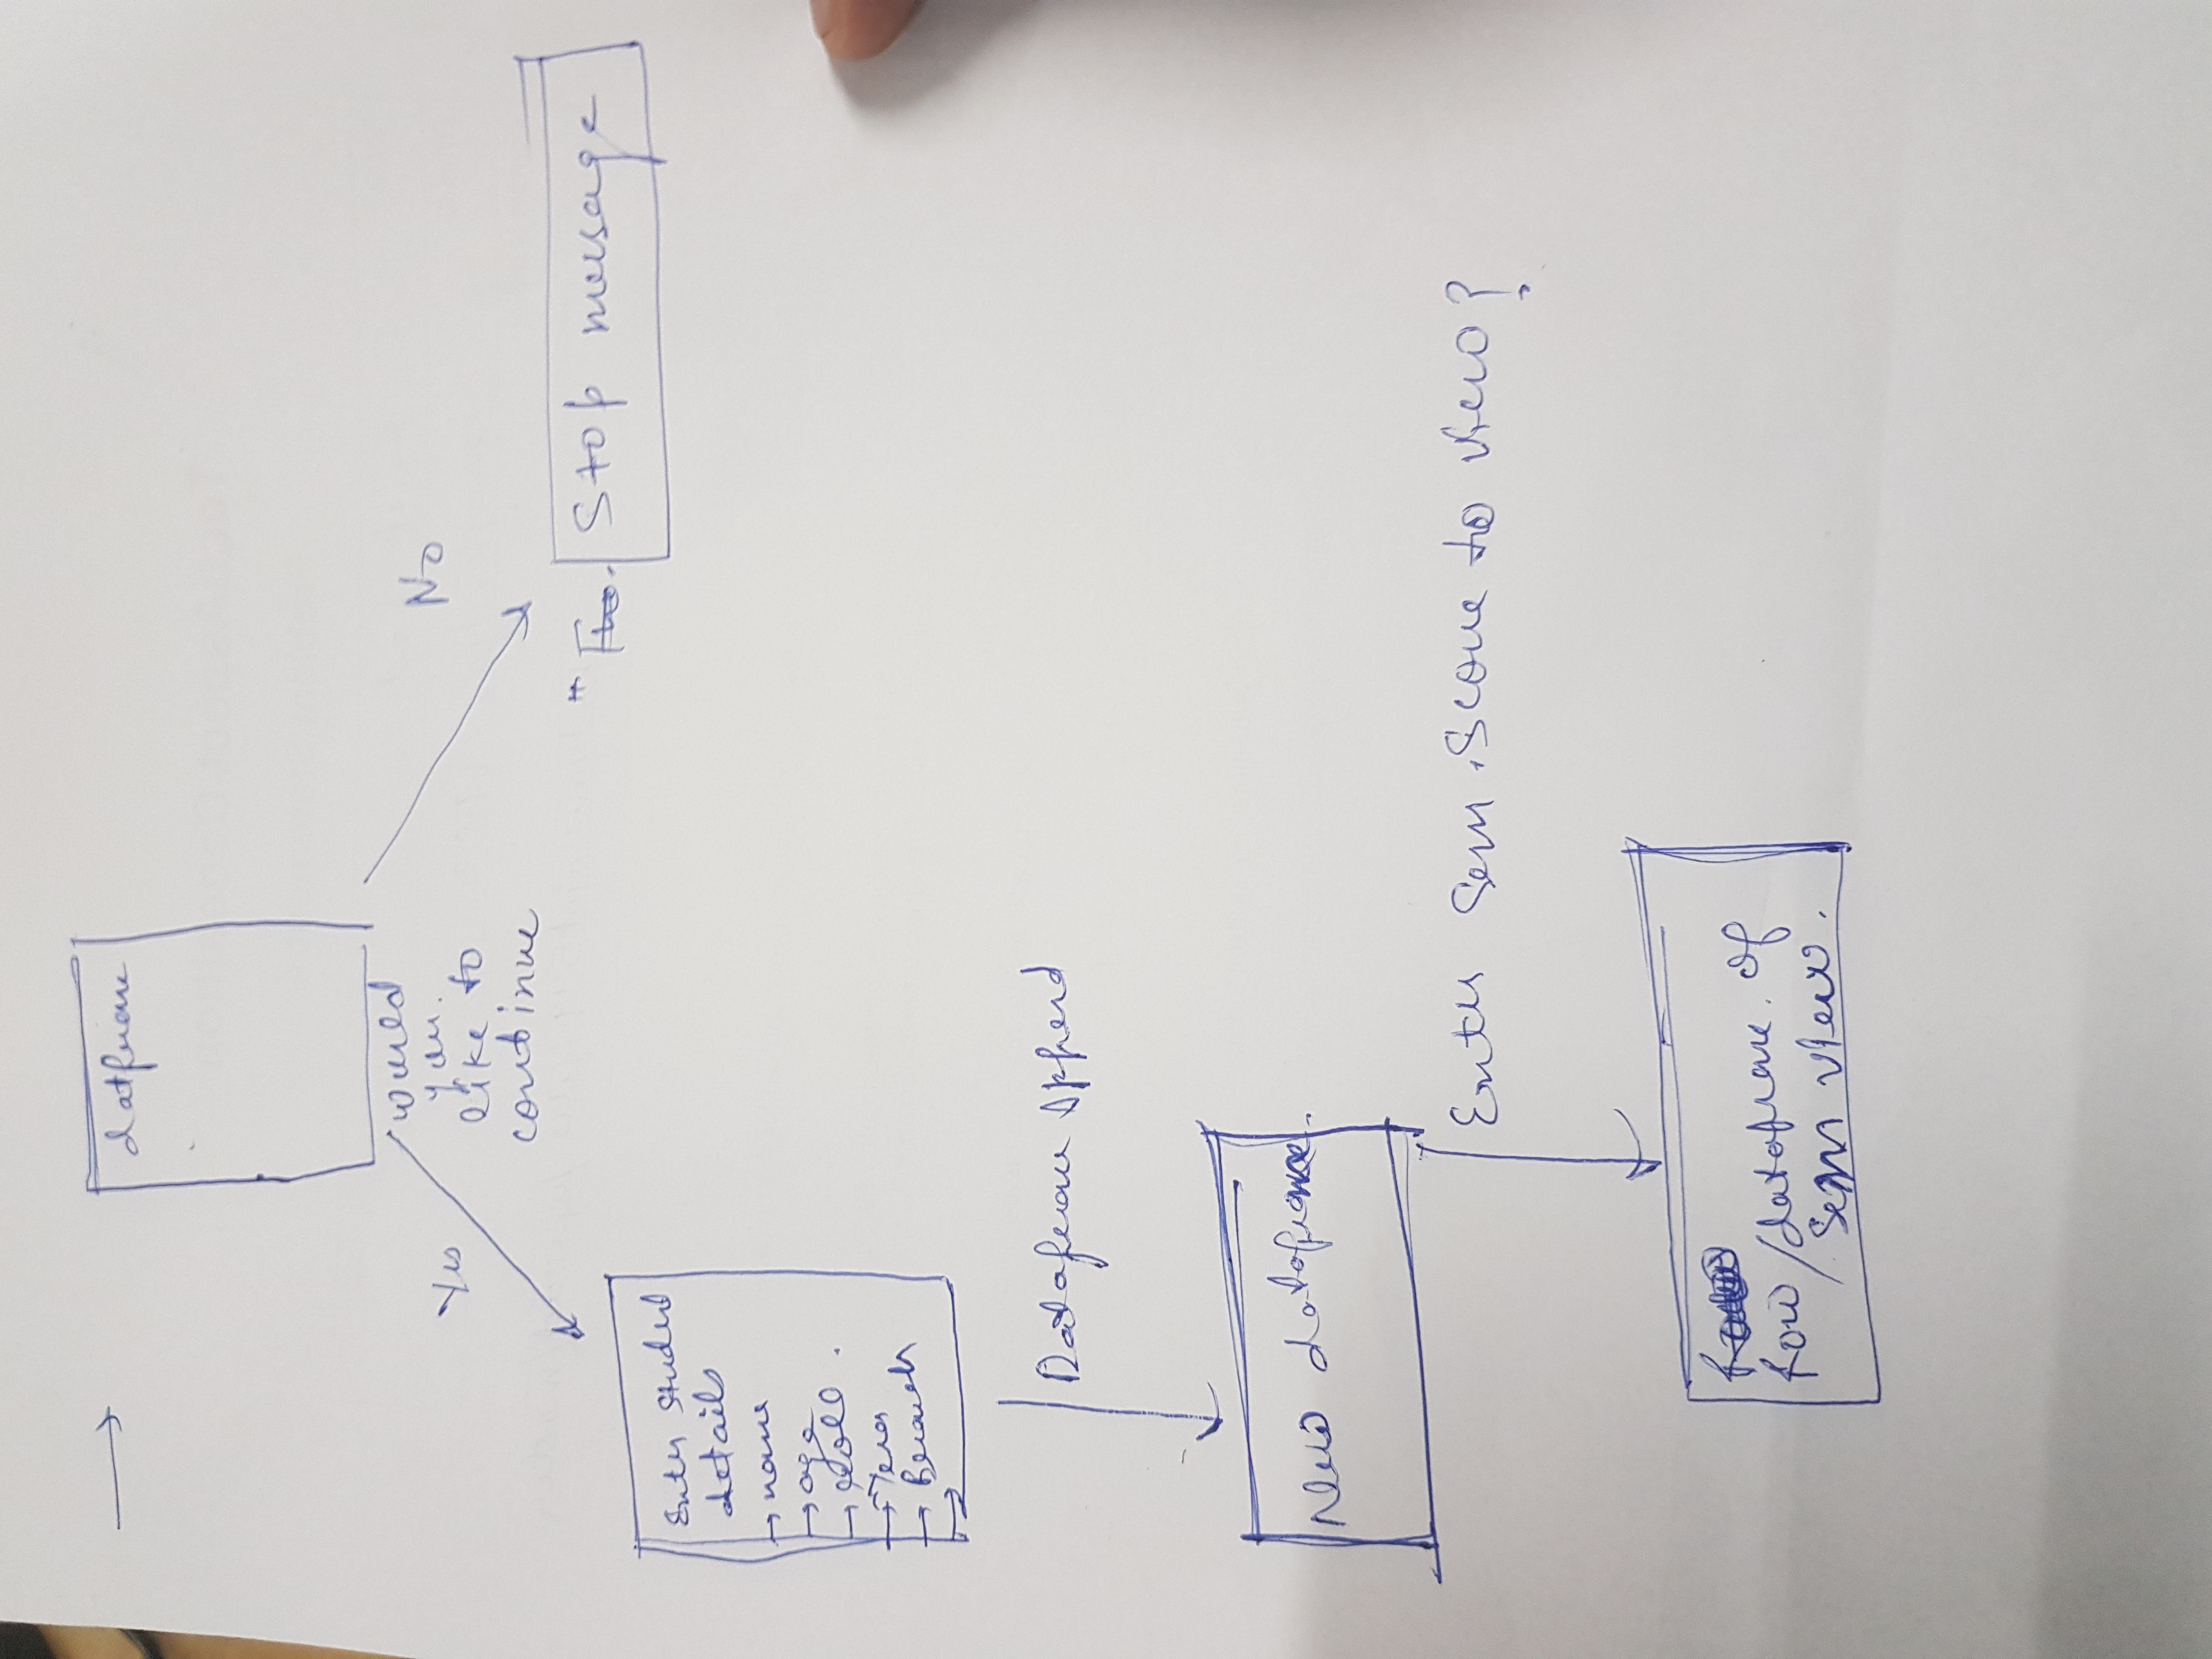 datframe
would
you.
like to
continue
Yes
No
Stop message
Enter student
details
→ name
→ age
→ roll .
→ Year
→ Branch
→
Dataframe Append
New dataframe.
Enter Sem Score to view?
Row / dataframe. of
sem view.